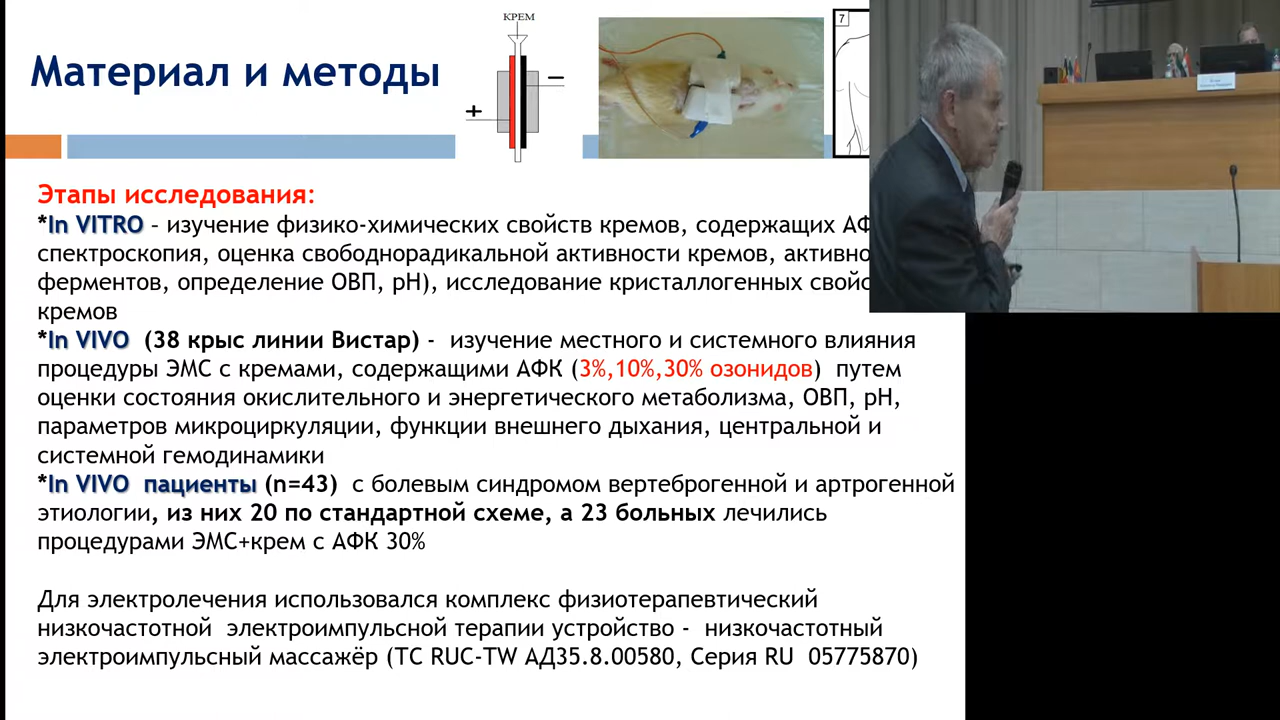 КРЕМ
7
Материал и методы
–
+
Этапы исследования:
*In VITRO – изучение физико-химических свойств кремов, содержащих
спектроскопия, оценка свободнорадикальной активности кремов,
ферментов, определение ОВП, рН), исследование кристаллогенных
кремов
*In VIVO (38 крыс линии Вистар) - изучение местного и системного влияния
процедуры ЭМС с кремами, содержащими АФК (3%,10%,30% озонидов) путем
оценки состояния окислительного и энергетического метаболизма, ОВП, рН,
параметров микроциркуляции, функции внешнего дыхания, центральной и
системной гемодинамики
*In VIVO пациенты (n=43) с болевым синдромом вертеброгенной и артрогенной
этиологии, из них 20 по стандартной схеме, а 23 больных лечились
процедурами ЭМС+крем с АФК 30%
Для электролечения использовался комплекс физиотерапевтический
низкочастотной электроимпульсной терапии устройство - низкочастотный
электроимпульсный массажёр (ТС RUC-TW АД35.8.00580, Серия RU 05775870)